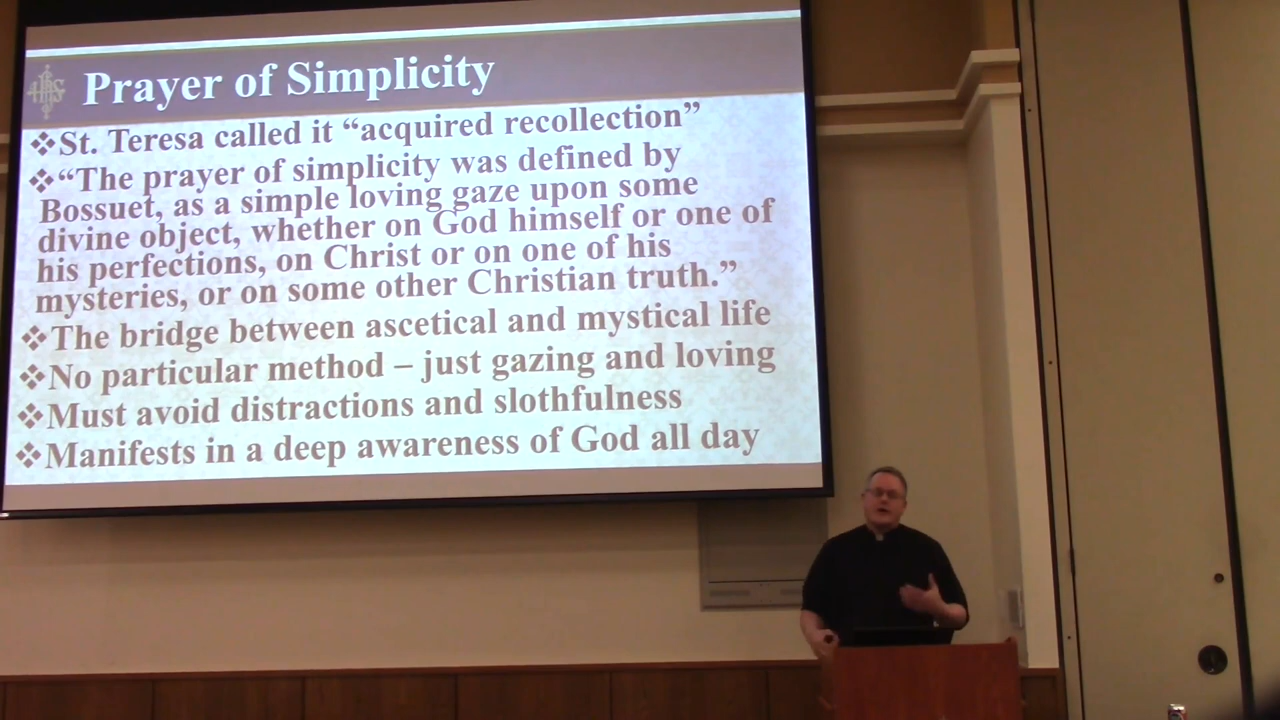 IHS
Prayer of Simplicity
❖St. Teresa called it “acquired recollection”
❖“The prayer of simplicity was defined by
Bossuet, as a simple loving gaze upon some
divine object, whether on God himself or one of
his perfections, on Christ or on one of his
mysteries, or on some other Christian truth.”
❖The bridge between ascetical and mystical life
❖No particular method – just gazing and loving
❖Must avoid distractions and slothfulness
❖Manifests in a deep awareness of God all day